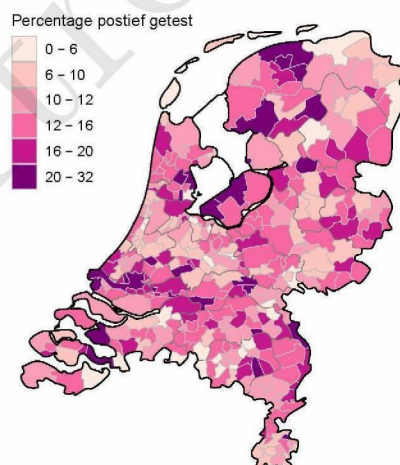 Percentage postief getest
0 – 6
6 – 10
10 – 12
12 – 16
16 – 20
20 – 32